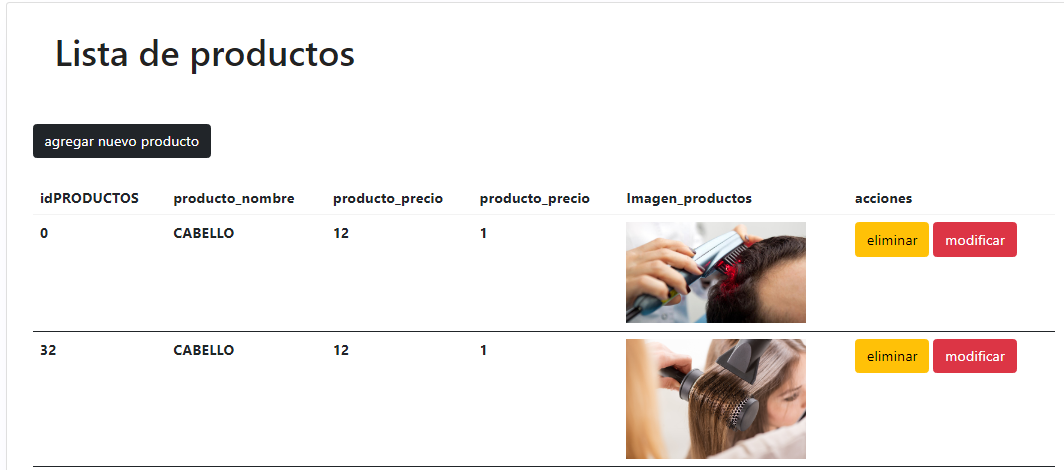 Lista de productos
agregar nuevo producto
idPRODUCTOS producto_nombre producto_precio producto_precio Imagen_productos acciones
0 CABELLO 12 1 eliminar modificar
32 CABELLO 12 1 eliminar modificar